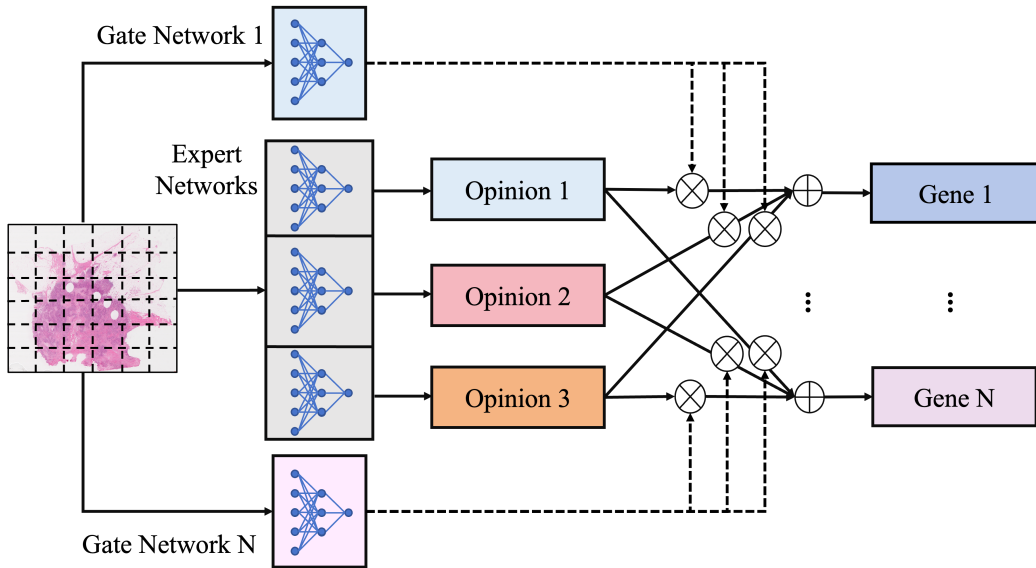 Gate Network 1
Expert
Networks
Opinion 1
Gene 1
Opinion 2
Opinion 3
Gene N
Gate Network N